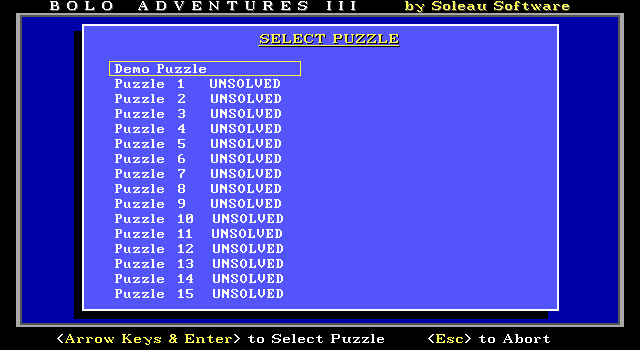 BOLO ADVENTURES III by Soleau Software
SELECT PUZZLE
Demo Puzzle
Puzzle 1 UNSOLVED
Puzzle 2 UNSOLVED
Puzzle 3 UNSOLVED
Puzzle 4 UNSOLVED
Puzzle 5 UNSOLVED
Puzzle 6 UNSOLVED
Puzzle 7 UNSOLVED
Puzzle 8 UNSOLVED
Puzzle 9 UNSOLVED
Puzzle 10 UNSOLVED
Puzzle 11 UNSOLVED
Puzzle 12 UNSOLVED
Puzzle 13 UNSOLVED
Puzzle 14 UNSOLVED
Puzzle 15 UNSOLVED
<Arrow Keys & Enter> to Select Puzzle <Esc> to Abort